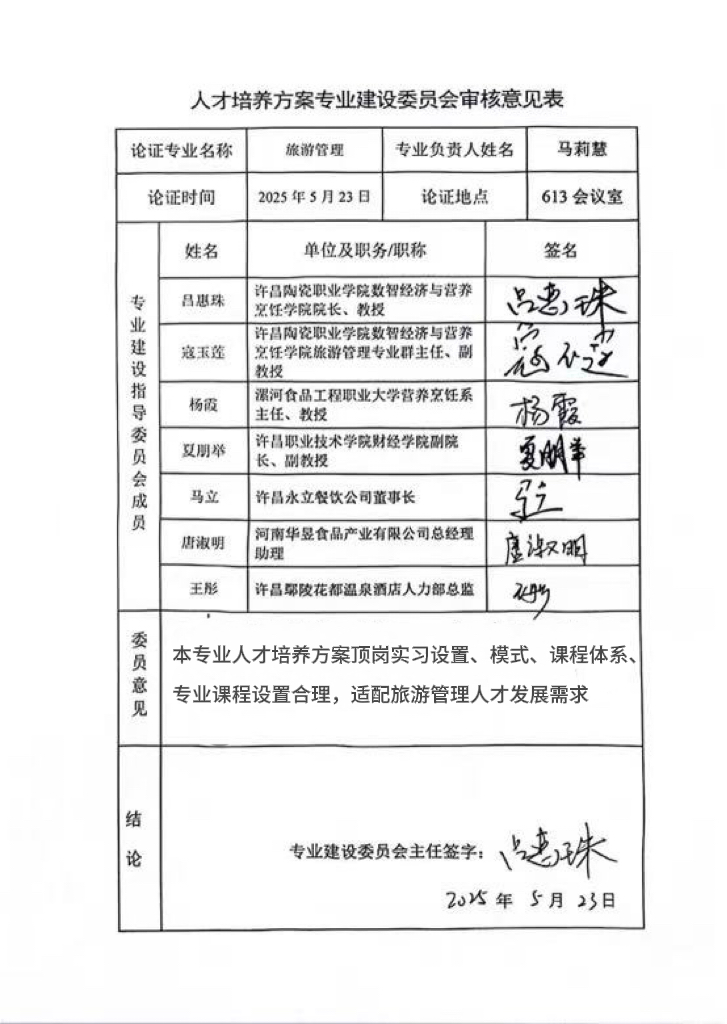 人才培养方案专业建设委员会审核意见表
论证专业名称 旅游管理 专业负责人姓名 马莉慧
论证时间 2025年5月23日 论证地点 613会议室
专业建设指导委员会成员
姓名 单位及职务/职称 签名
吕惠珠 许昌陶瓷职业学院数智经济与营养
烹饪学院院长、教授 吕惠珠
寇玉莲 许昌陶瓷职业学院数智经济与营养
烹饪学院旅游管理专业群主任、副
教授
杨霞 漯河食品工程职业大学营养烹饪系
主任、教授 杨霞
夏朋举 许昌职业技术学院财经学院副院
长、副教授 夏朋举
马立 许昌永立餐饮公司董事长
唐淑明 河南华昱食品产业有限公司总经理
助理 唐淑明
王彤 许昌鄢陵花都温泉酒店人力部总监
委员意见
本专业人才培养方案顶岗实习设置、模式、课程体系、
专业课程设置合理，适配旅游管理人才发展需求
结论
专业建设委员会主任签字：吕惠珠
2025年5月23日